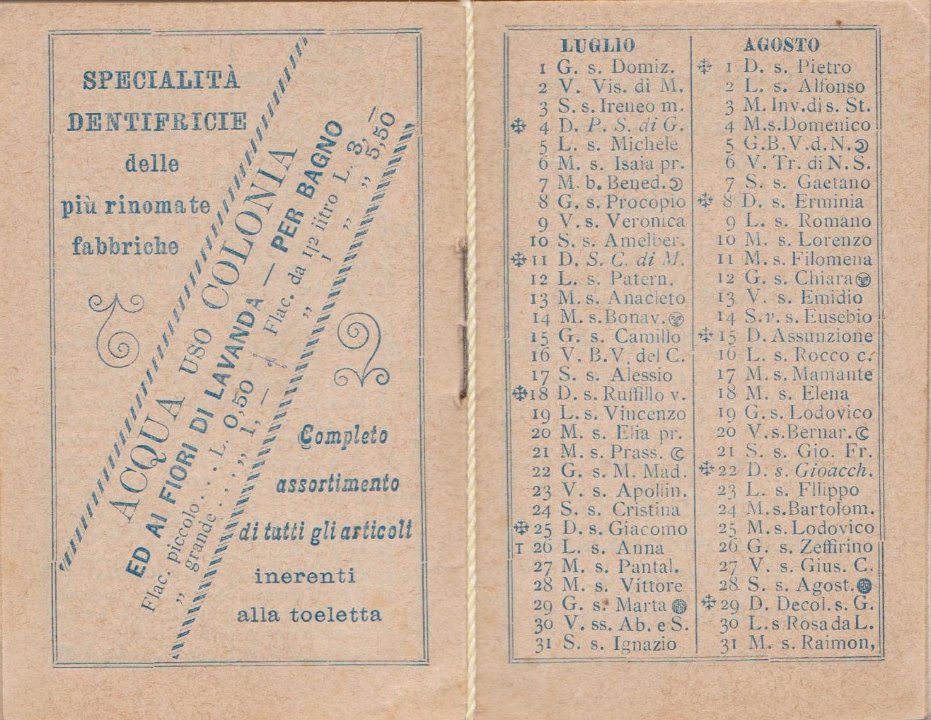 SPECIALITÀ
DENTIFRICIE
delle
più rinomate
fabbriche
ACQUA USO COLONIA
ED AI FIORI DI LAVANDA — PER BAGNO
Flac. piccolo . . . L. 0,50 — Flac. da 1|2 litro L. 3,—
„ grande . . . . „ 1,— „ 1 „ „ 5,50
Completo
assortimento
di tutti gli articoli
inerenti
alla toeletta
LUGLIO
1 G. s. Domiz.
2 V. Vis. di M.
3 S. s. Ireneo m.
✠ 4 D. P. S. di G.
5 L. s. Michele
6 M. s. Isaia pr.
7 M. b. Bened.
8 G. s. Procopio
9 V. s. Veronica
10 S. s. Amelber.
✠ 11 D. S. C. di M.
12 L. s. Patern.
13 M. s. Anacleto
14 M. s. Bonav.
15 G. s. Camillo
16 V. B. V. del C.
17 S. s. Alessio
✠ 18 D. s. Ruffillo v.
19 L. s. Vincenzo
20 M. s. Elia pr.
21 M. s. Prass.
22 G. s. M. Mad.
23 V. s. Apollin.
24 S. s. Cristina
✠ 25 D. s. Giacomo
T 26 L. s. Anna
27 M. s. Pantal.
28 M. s. Vittore
29 G. s. Marta
30 V. ss. Ab. e S.
31 S. s. Ignazio
AGOSTO
✠ 1 D. s. Pietro
2 L. s. Alfonso
3 M. Inv. di s. St.
4 M. s. Domenico
5 G. B. V. d. N.
6 V. Tr. di N. S.
7 S. s. Gaetano
✠ 8 D. s. Erminia
9 L. s. Romano
10 M. s. Lorenzo
11 M. s. Filomena
12 G. s. Chiara
13 V. s. Emidio
14 S. v. s. Eusebio
✠ 15 D. Assunzione
16 L. s. Rocco c.
17 M. s. Mamante
18 M. s. Elena
19 G. s. Lodovico
20 V. s. Bernar.
21 S. s. Gio. Fr.
✠ 22 D. s. Gioacch.
23 L. s. FIlippo
24 M. s. Bartolom.
25 M. s. Lodovico
26 G. s. Zeffirino
27 V. s. Gius. C.
28 S. s. Agost.
✠ 29 D. Decol. s. G.
30 L. s Rosa da L.
31 M. s. Raimon,